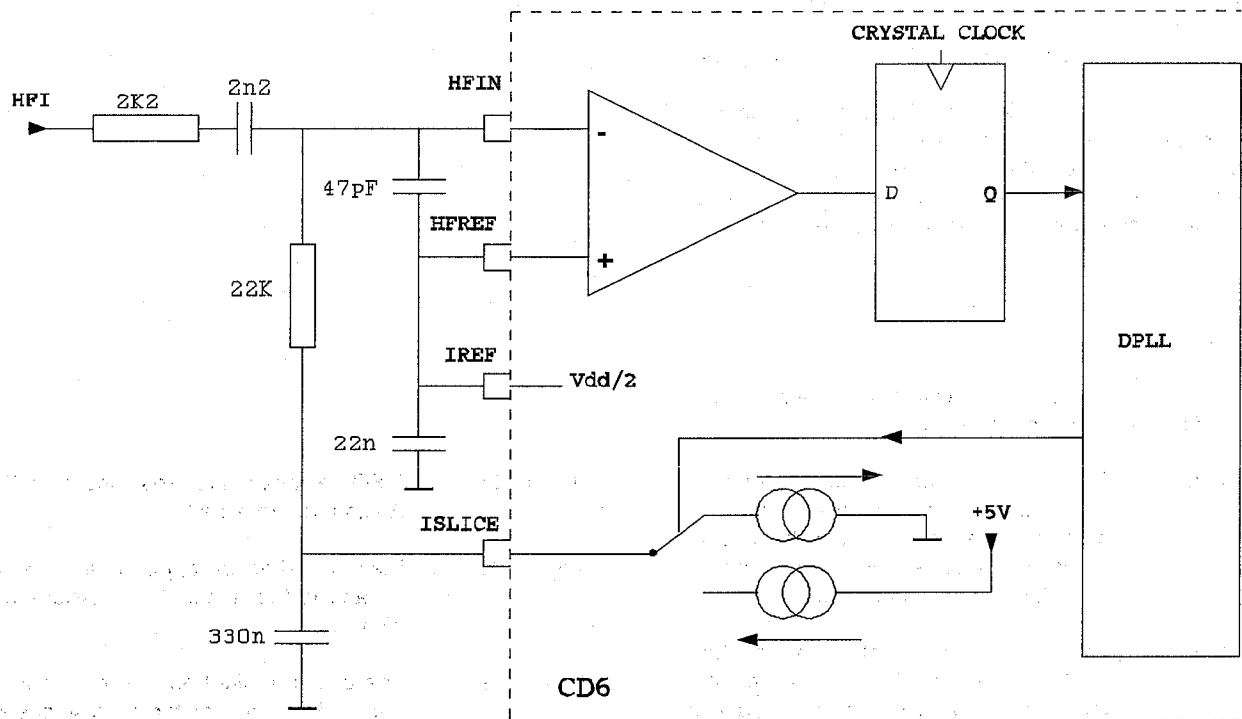 CRYSTAL CLOCK
HFI
2K2
2n2
HFIN
-
47pF
D
Q
HFREF
+
22K
DPLL
IREF
Vdd/2
22n
ISLICE
+5V
330n
CD6